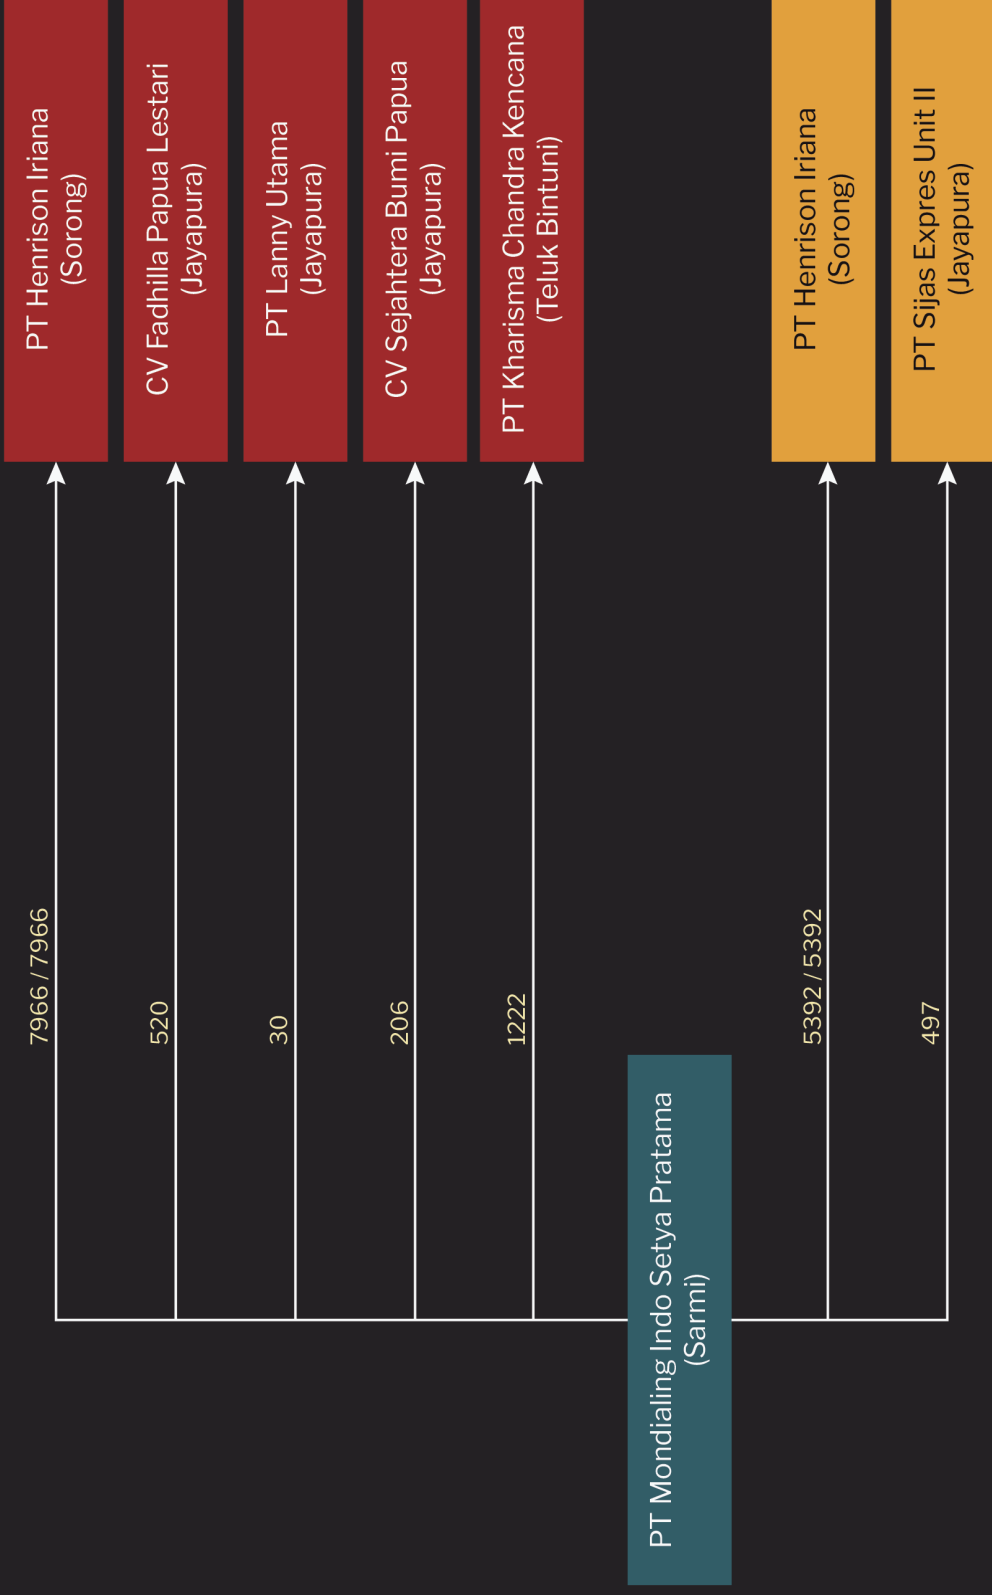 PT Henrison Iriana
(Sorong)
CV Fadhilla Papua Lestari
(Jayapura)
PT Lanny Utama
(Jayapura)
CV Sejahtera Bumi Papua
(Jayapura)
PT Kharisma Chandra Kencana
(Teluk Bintuni)
PT Henrison Iriana
(Sorong)
PT Sijas Expres Unit II
(Jayapura)
7966 / 7966
520
30
206
1222
5392 / 5392
497
PT Mondialing Indo Setya Pratama
(Sarmi)